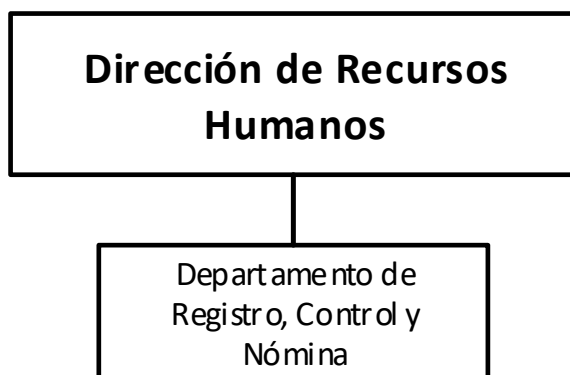 Dirección de Recursos
Humanos
Departamento de
Registro, Control y
Nómina